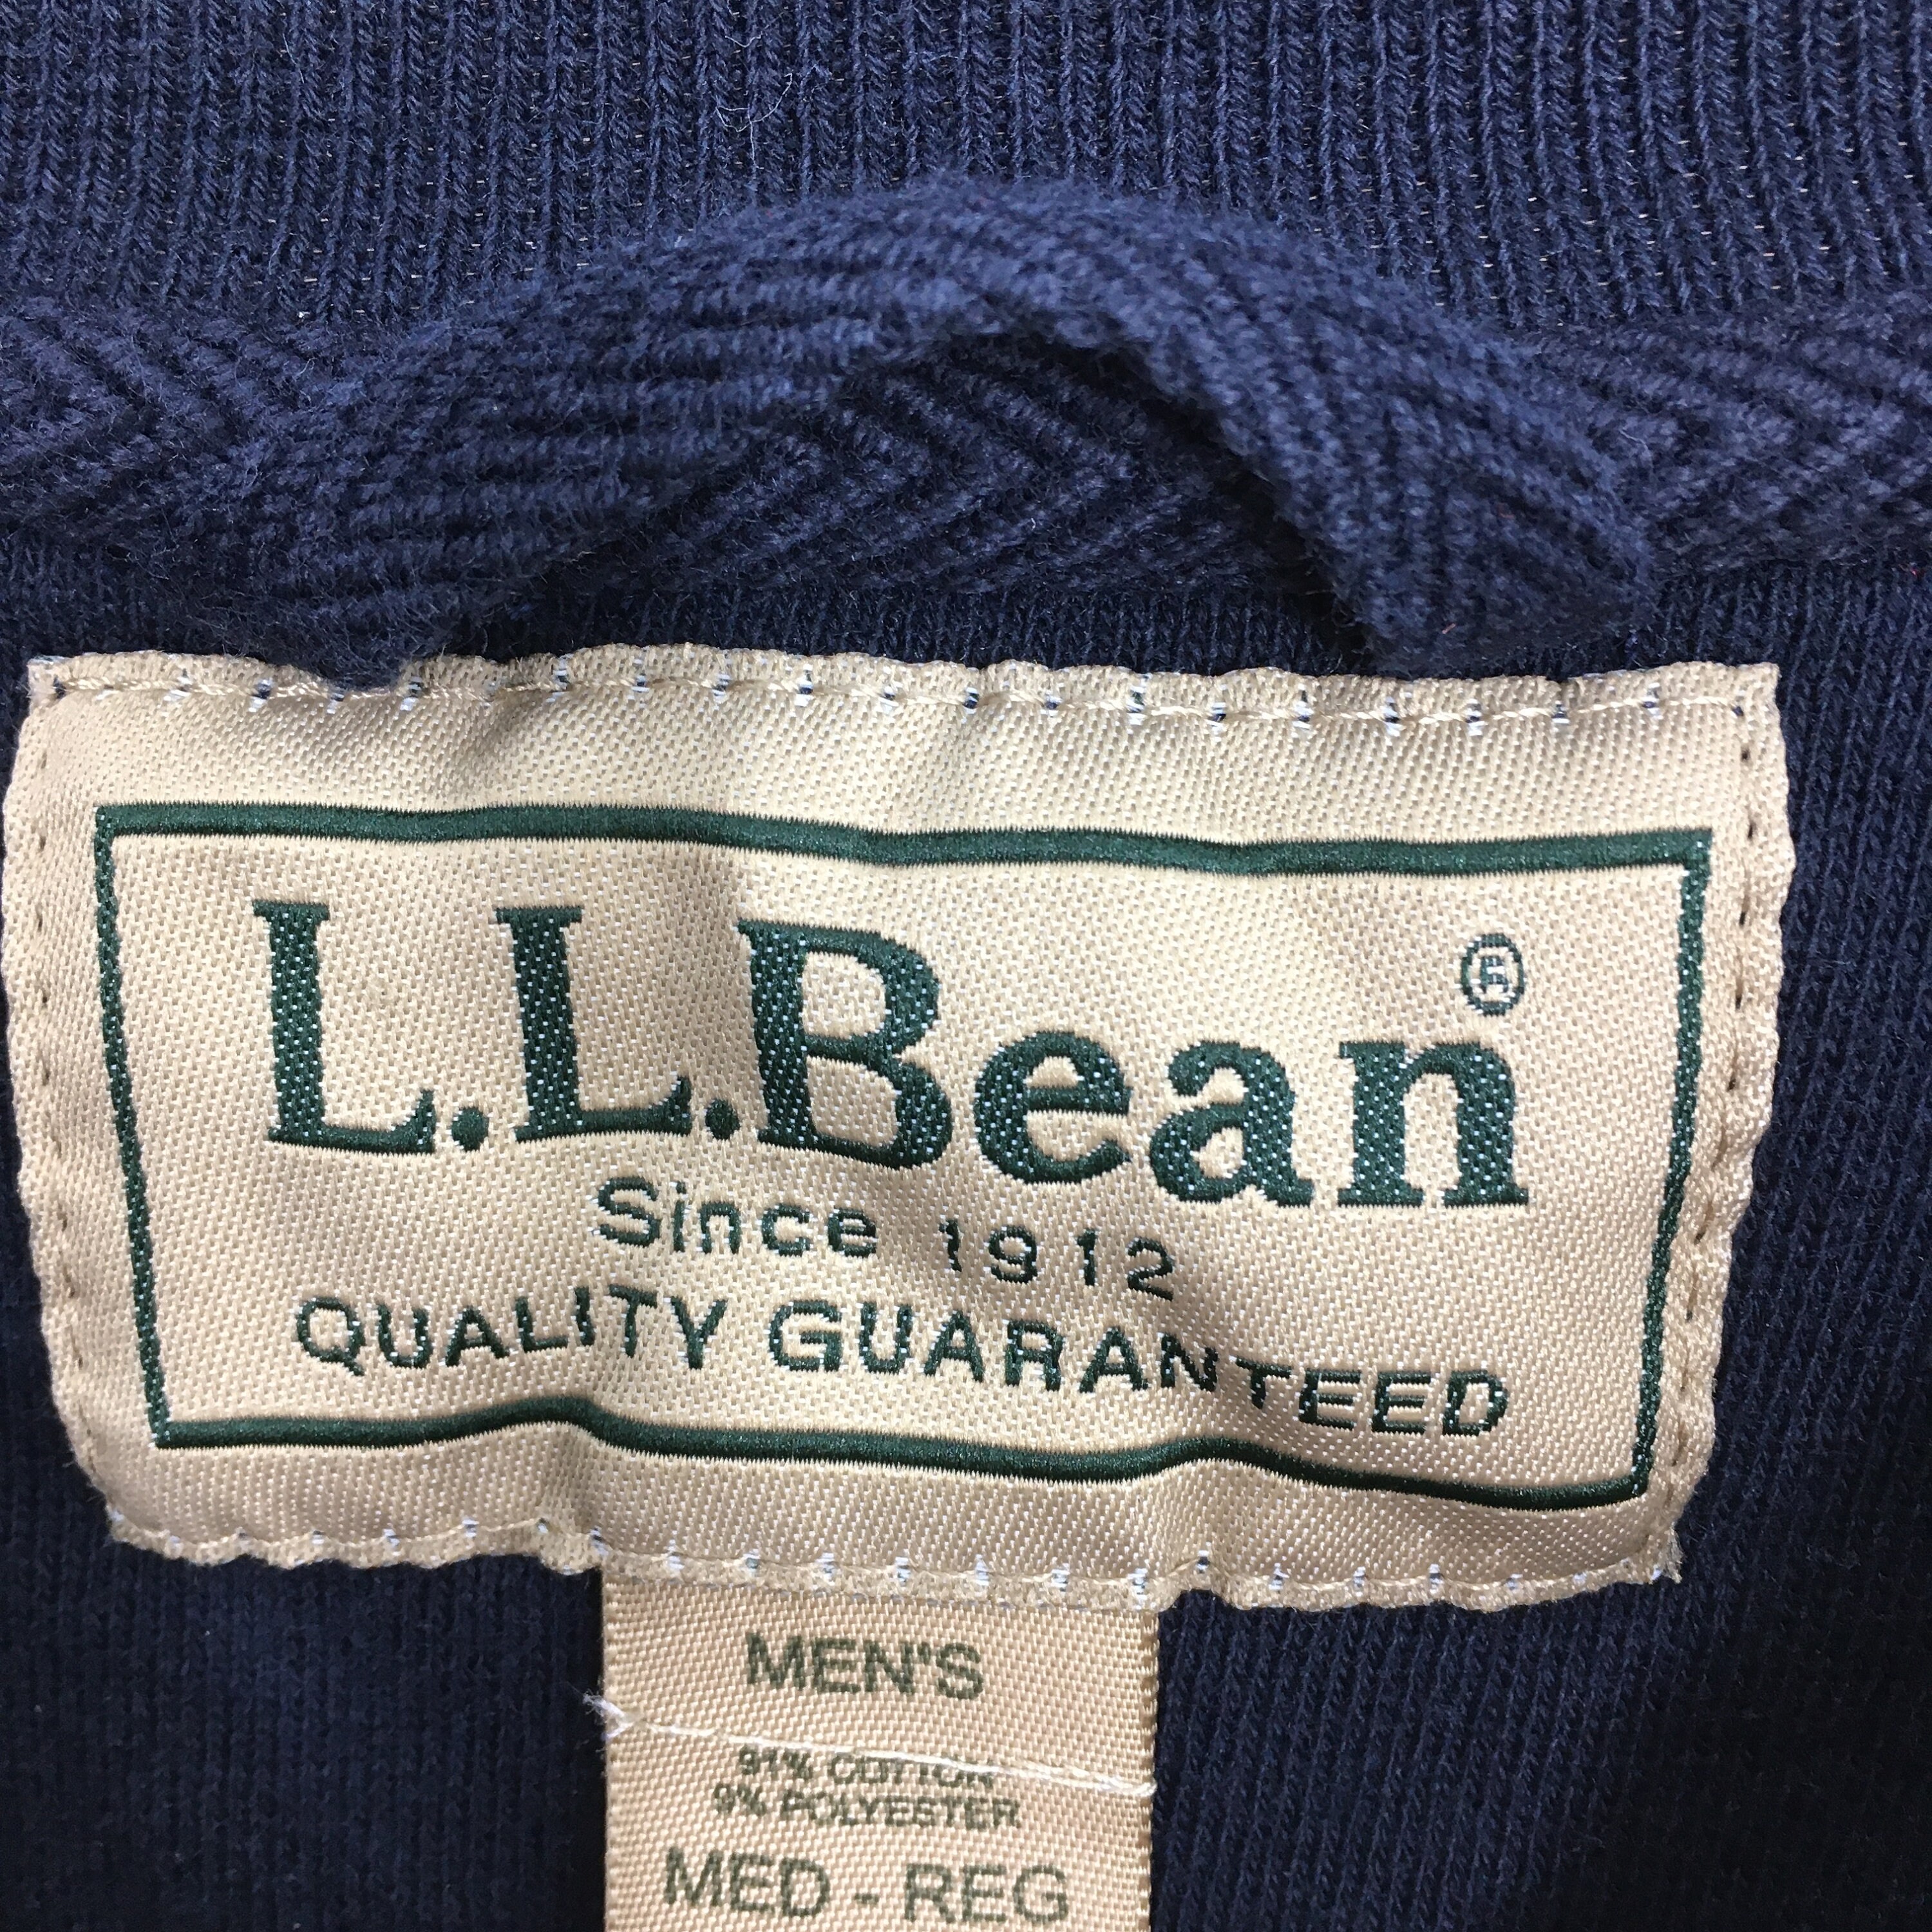 L.L.Bean®
Since 1912
QUALITY GUARANTEED
MEN'S
91% COTTON
9% POLYESTER
MED - REG